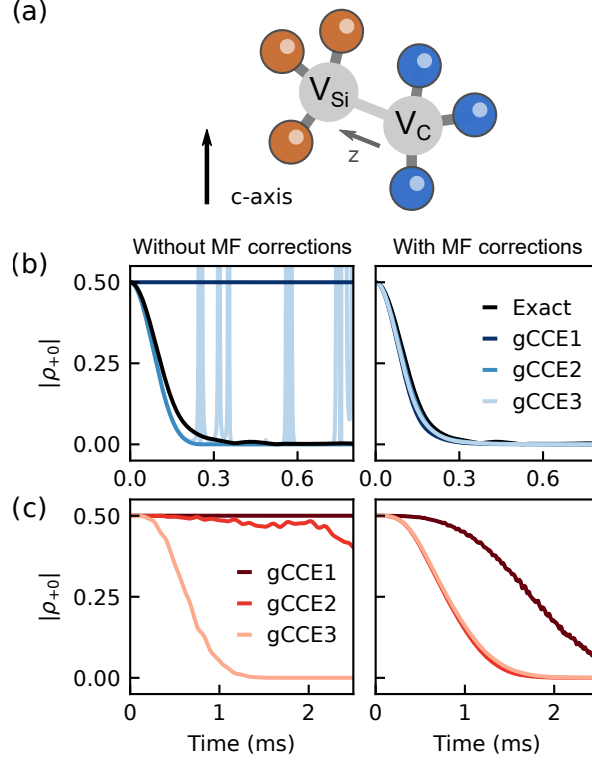 (a)
V_Si
V_C
z
c-axis
Without MF corrections
With MF corrections
(b)
|ρ+0|
0.50
0.25
0.00
0.0 0.3 0.6
0.0 0.3 0.6
Exact
gCCE1
gCCE2
gCCE3
(c)
|ρ+0|
0.50
0.25
0.00
gCCE1
gCCE2
gCCE3
0 1 2
0 1 2
Time (ms)
Time (ms)